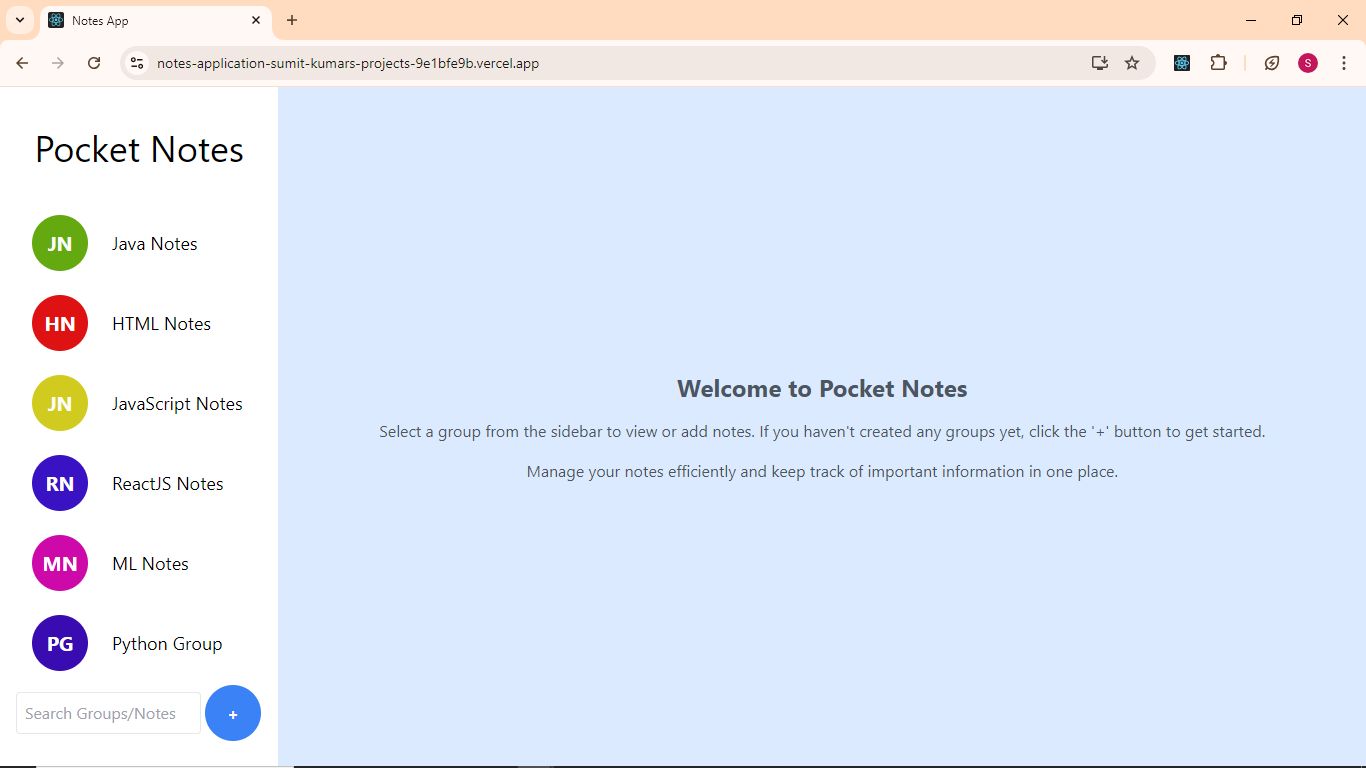 Notes App
notes-application-sumit-kumars-projects-9e1bfe9b.vercel.app
S
Pocket Notes
JN Java Notes
HN HTML Notes
JN JavaScript Notes
RN ReactJS Notes
MN ML Notes
PG Python Group
Search Groups/Notes +
Welcome to Pocket Notes
Select a group from the sidebar to view or add notes. If you haven't created any groups yet, click the '+' button to get started.
Manage your notes efficiently and keep track of important information in one place.